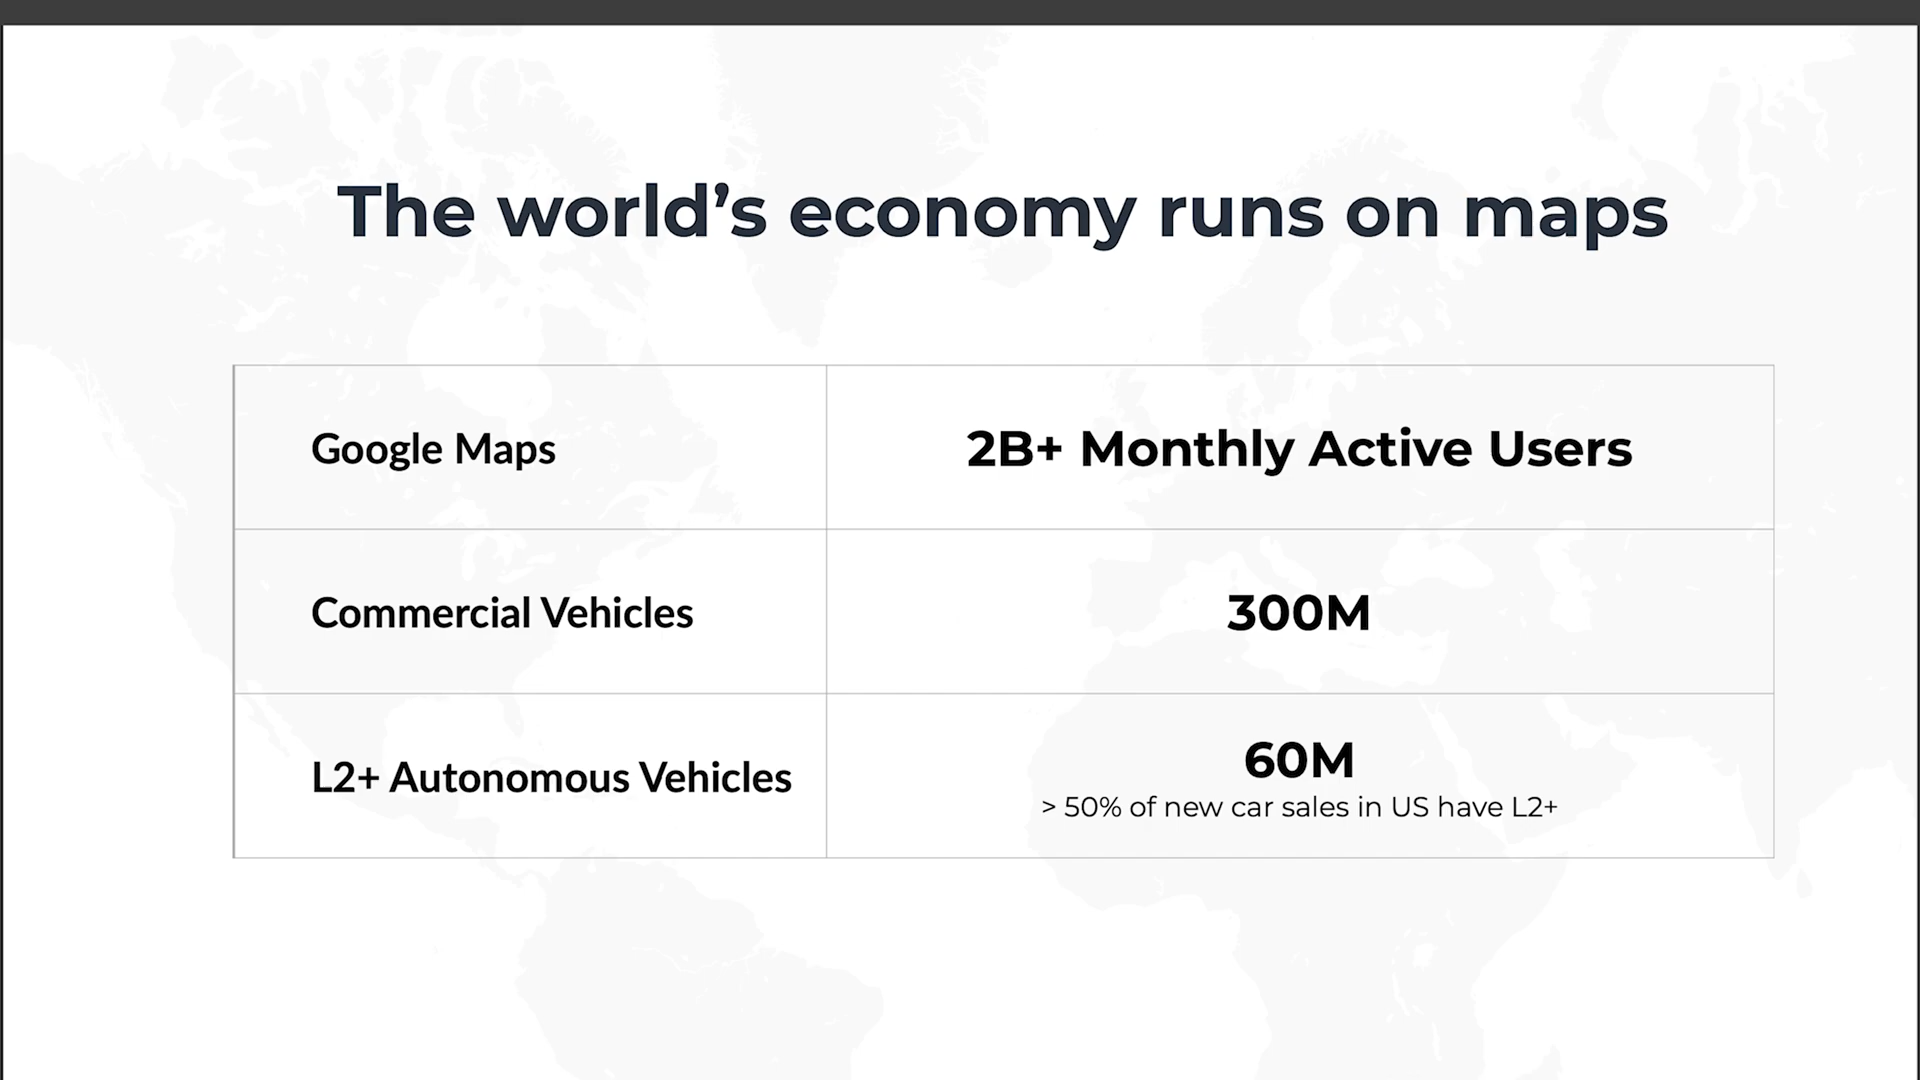 The world’s economy runs on maps
Google Maps
2B+ Monthly Active Users
Commercial Vehicles
300M
L2+ Autonomous Vehicles
60M
> 50% of new car sales in US have L2+